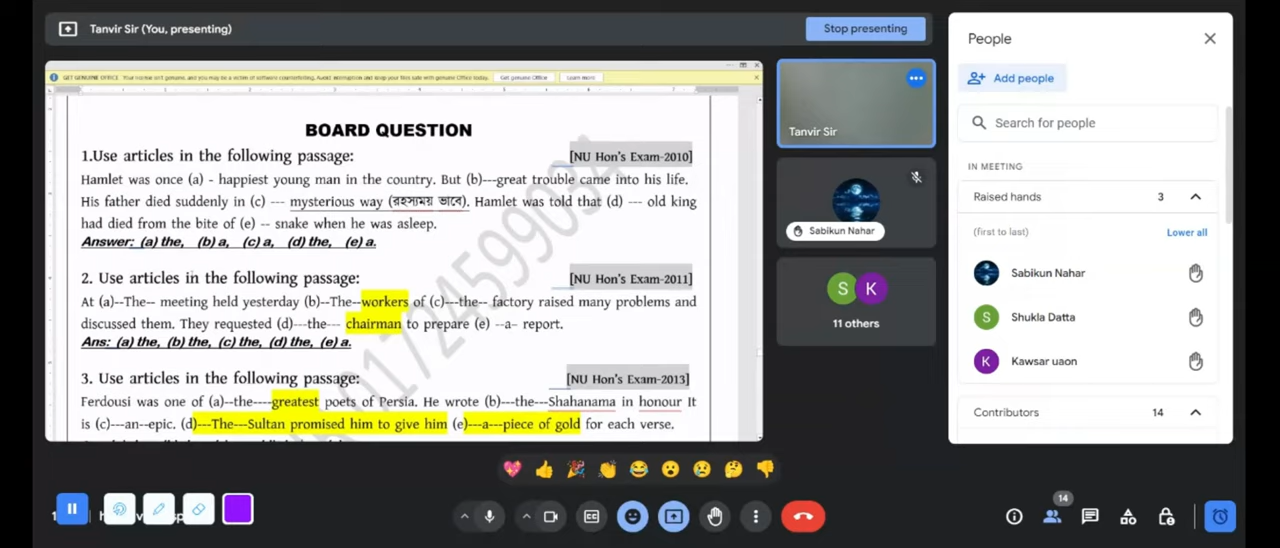 Tanvir Sir (You, presenting)
Stop presenting
People
Add people
Search for people
IN MEETING
Raised hands 3
(first to last) Lower all
Sabikun Nahar
Shukla Datta
Kawsar uaon
Contributors 14
Tanvir Sir
Sabikun Nahar
S K
11 others
GET GENUINE OFFICE Get genuine Office Learn more
BOARD QUESTION
1.Use articles in the following passage: [NU Hon's Exam-2010]
Hamlet was once (a) - happiest young man in the country. But (b)---great trouble came into his life.
His father died suddenly in (c) --- mysterious way (রহস্যময় ভাবে). Hamlet was told that (d) --- old king
had died from the bite of (e) -- snake when he was asleep.
Answer: (a) the, (b) a, (c) a, (d) the, (e) a.
2. Use articles in the following passage: [NU Hon's Exam-2011]
At (a)--The-- meeting held yesterday (b)--The--workers of (c)---the-- factory raised many problems and
discussed them. They requested (d)---the--- chairman to prepare (e) --a- report.
Ans: (a) the, (b) the, (c) the, (d) the, (e) a.
3. Use articles in the following passage: [NU Hon's Exam-2013]
Ferdousi was one of (a)--the----greatest poets of Persia. He wrote (b)---the---Shahanama in honour It
is (c)---an--epic. (d)---The---Sultan promised him to give him (e)---a---piece of gold for each verse.
01724599034
14